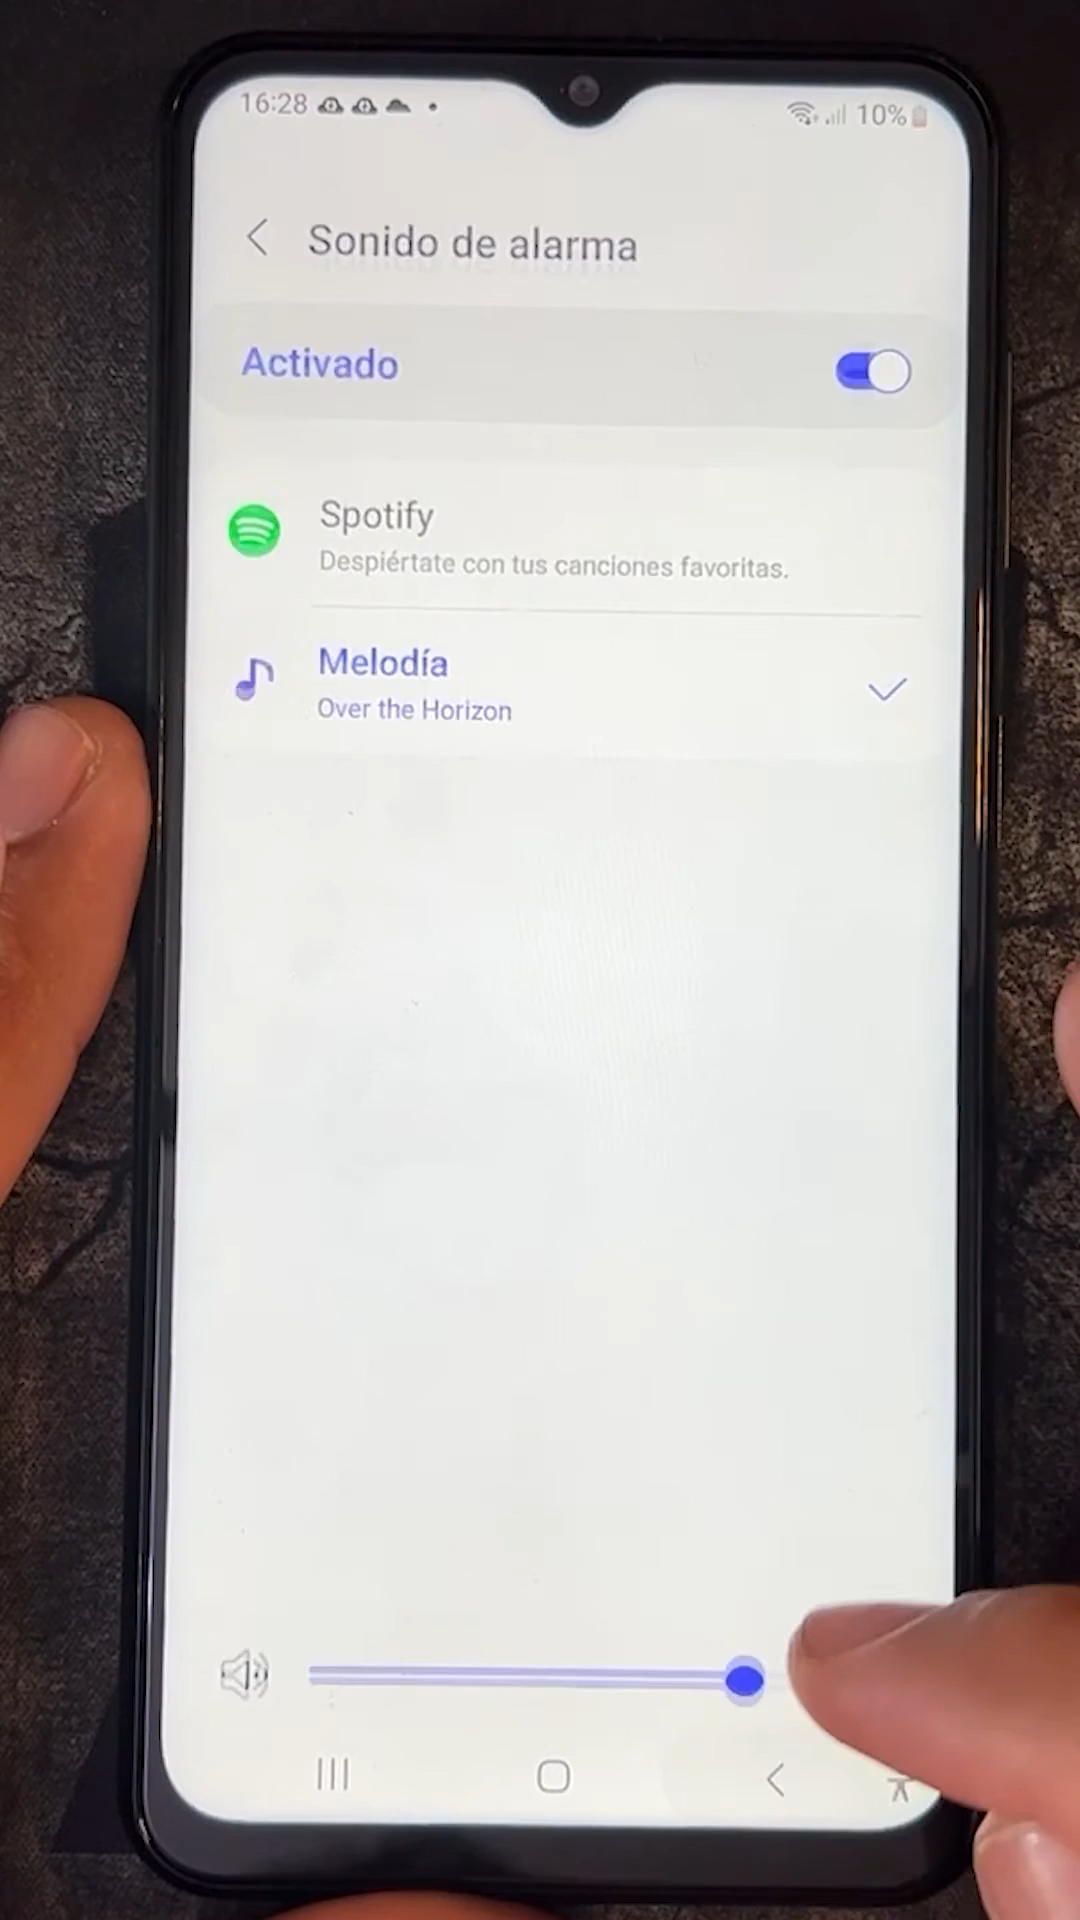 16:28
10%
Sonido de alarma
Activado
Spotify
Despiértate con tus canciones favoritas.
Melodía
Over the Horizon